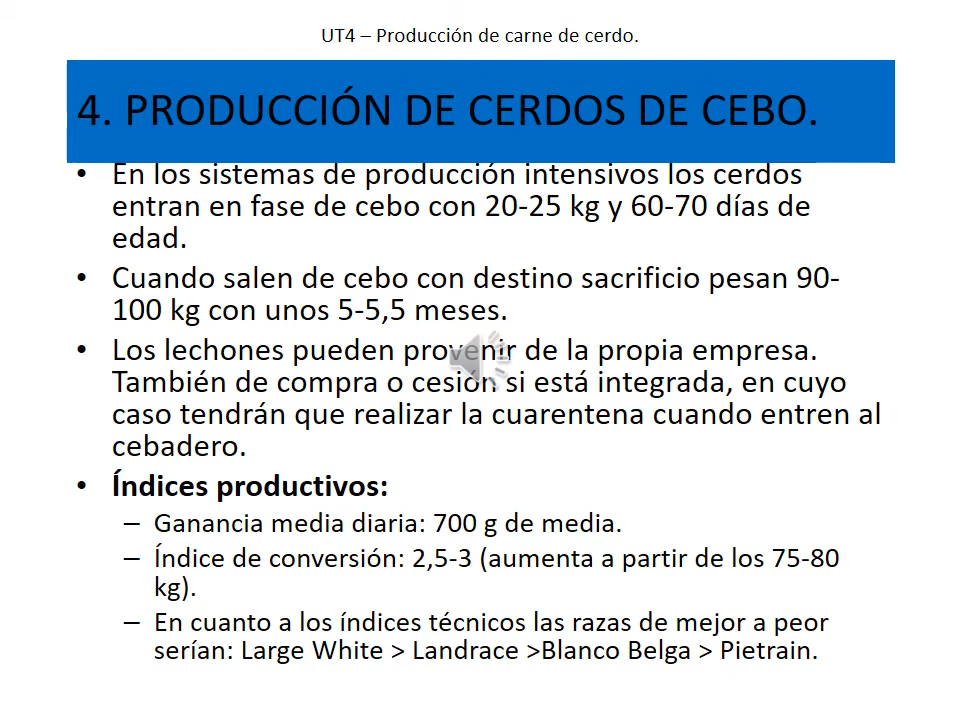 UT4 – Producción de carne de cerdo.
4. PRODUCCIÓN DE CERDOS DE CEBO.
• En los sistemas de producción intensivos los cerdos
entran en fase de cebo con 20-25 kg y 60-70 días de
edad.
• Cuando salen de cebo con destino sacrificio pesan 90-
100 kg con unos 5-5,5 meses.
• Los lechones pueden provenir de la propia empresa.
También de compra o cesión si está integrada, en cuyo
caso tendrán que realizar la cuarentena cuando entren al
cebadero.
• Índices productivos:
– Ganancia media diaria: 700 g de media.
– Índice de conversión: 2,5-3 (aumenta a partir de los 75-80
kg).
– En cuanto a los índices técnicos las razas de mejor a peor
serían: Large White > Landrace >Blanco Belga > Pietrain.